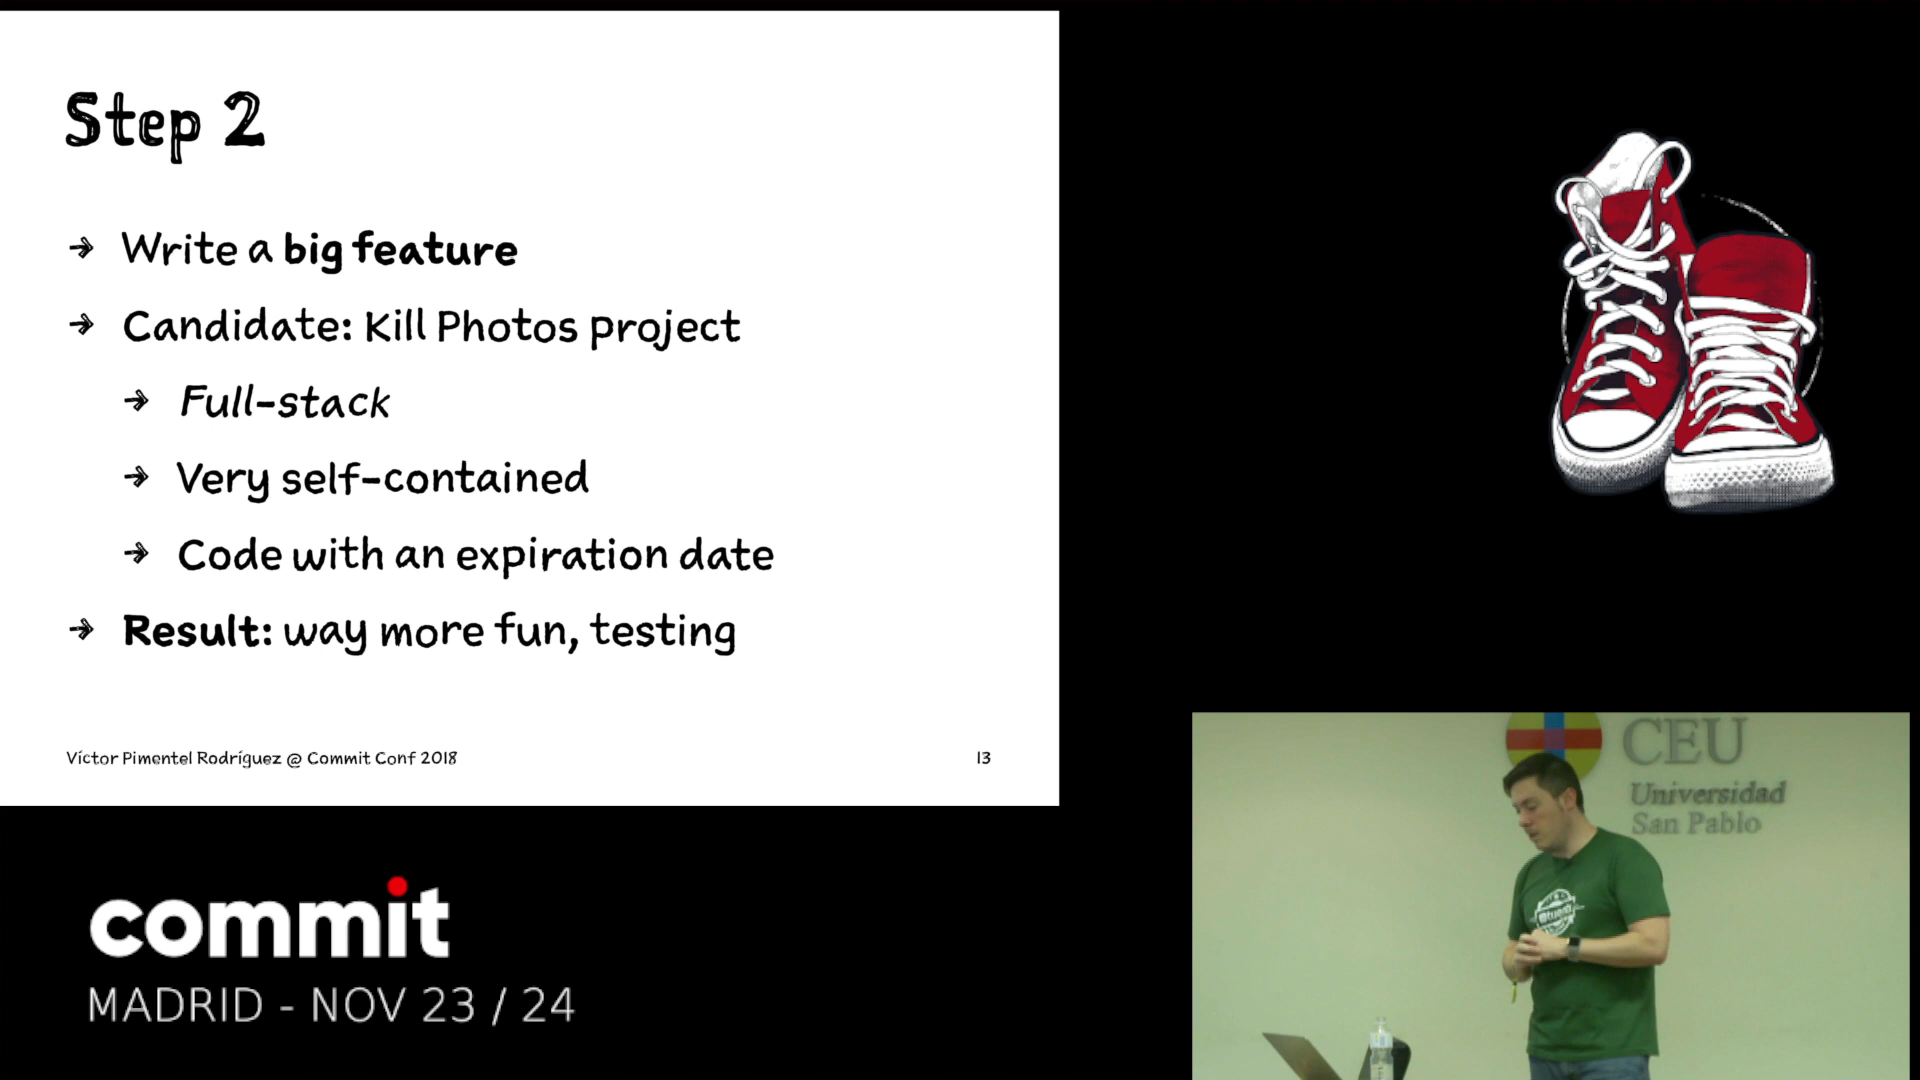 Step 2
→ Write a big feature
→ Candidate: Kill Photos project
→ Full-stack
→ Very self-contained
→ Code with an expiration date
→ Result: way more fun, testing
Víctor Pimentel Rodríguez @ Commit Conf 2018
13
commit
MADRID - NOV 23 / 24
CEU
Universidad
San Pablo